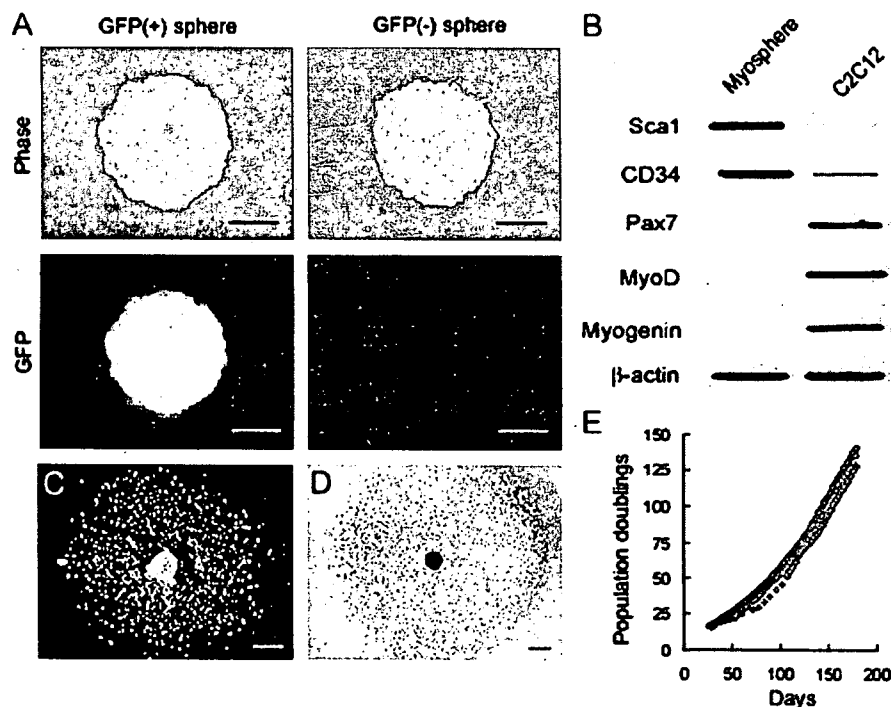 A
GFP(+) sphere
GFP(-) sphere
Phase
GFP
B
Myosphere
C2C12
Sca1
CD34
Pax7
MyoD
Myogenin
β-actin
C
D
E
Population doublings
150
125
100
75
50
25
0
50
100
150
200
Days